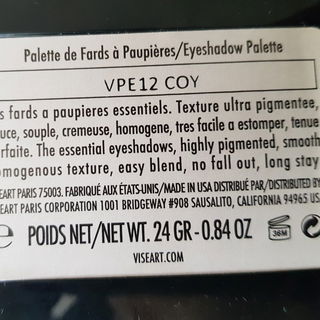 Palette de Fards à Paupières/Eyeshadow Palette
VPE12 COY
s fards a paupieres essentiels. Texture ultra pigmentee,
uce, souple, cremeuse, homogene, tres facile a estomper, tenue
rfaite. The essential eyeshadows, highly pigmented, smooth
omogenous texture, easy blend, no fall out, long stay
SEART PARIS 75003. FABRIQUÉ AUX ÉTATS-UNIS/MADE IN USA DISTRIBUÉ PAR/DISTRIBUTED BY
SEART PARIS CORPORATION 1001 BRIDGEWAY #908 SAUSALITO, CALIFORNIA 94965 USA
e POIDS NET/NET WT. 24 GR - 0.84 OZ 36M
VISEART.COM